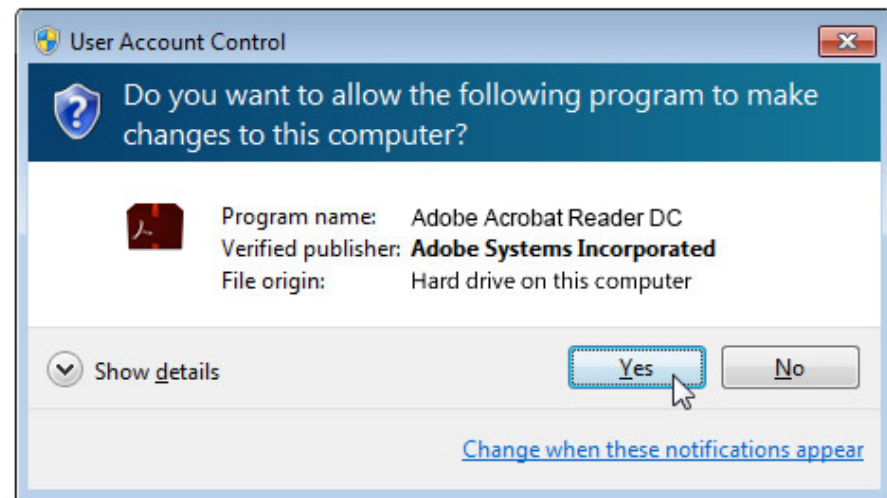 User Account Control
Do you want to allow the following program to make
changes to this computer?
Program name: Adobe Acrobat Reader DC
Verified publisher: Adobe Systems Incorporated
File origin: Hard drive on this computer
Show details
Yes
No
Change when these notifications appear